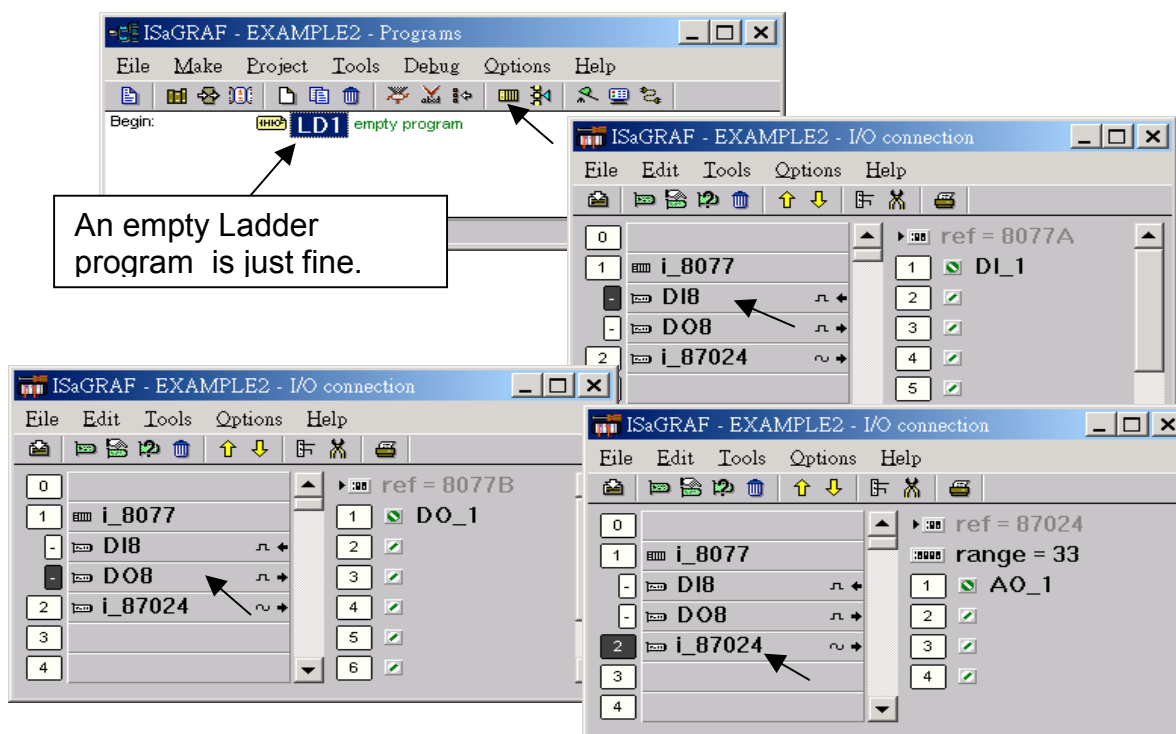 ISaGRAF - EXAMPLE2 - Programs
File Make Project Tools Debug Options Help
Begin: LD1 empty program
An empty Ladder
program is just fine.
ISaGRAF - EXAMPLE2 - I/O connection
File Edit Tools Options Help
0
1 i_8077
- DI8
- DO8
2 i_87024
ref = 8077A
1 DI_1
2
3
4
5
ISaGRAF - EXAMPLE2 - I/O connection
File Edit Tools Options Help
0
1 i_8077
- DI8
- DO8
2 i_87024
3
4
ref = 8077B
1 DO_1
2
3
4
5
6
ISaGRAF - EXAMPLE2 - I/O connection
File Edit Tools Options Help
0
1 i_8077
- DI8
- DO8
2 i_87024
3
4
ref = 87024
range = 33
1 AO_1
2
3
4